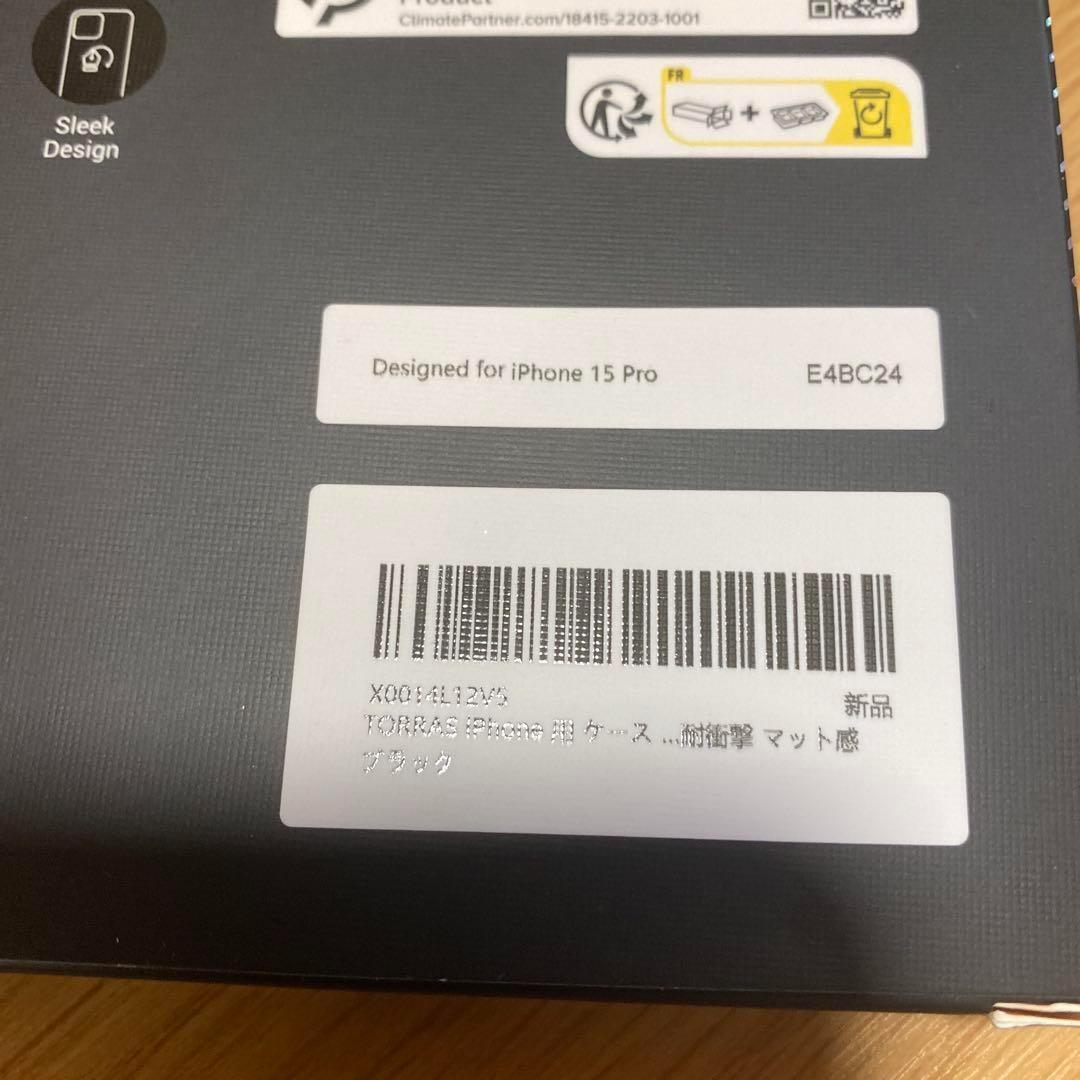 Product
ClimatePartner.com/18415-2203-1001
Sleek
Design
FR
+
Designed for iPhone 15 Pro E4BC24
X0014L12V5
新品
TORRAS iPhone 用 ケース ...耐衝撃 マット感
ブラック